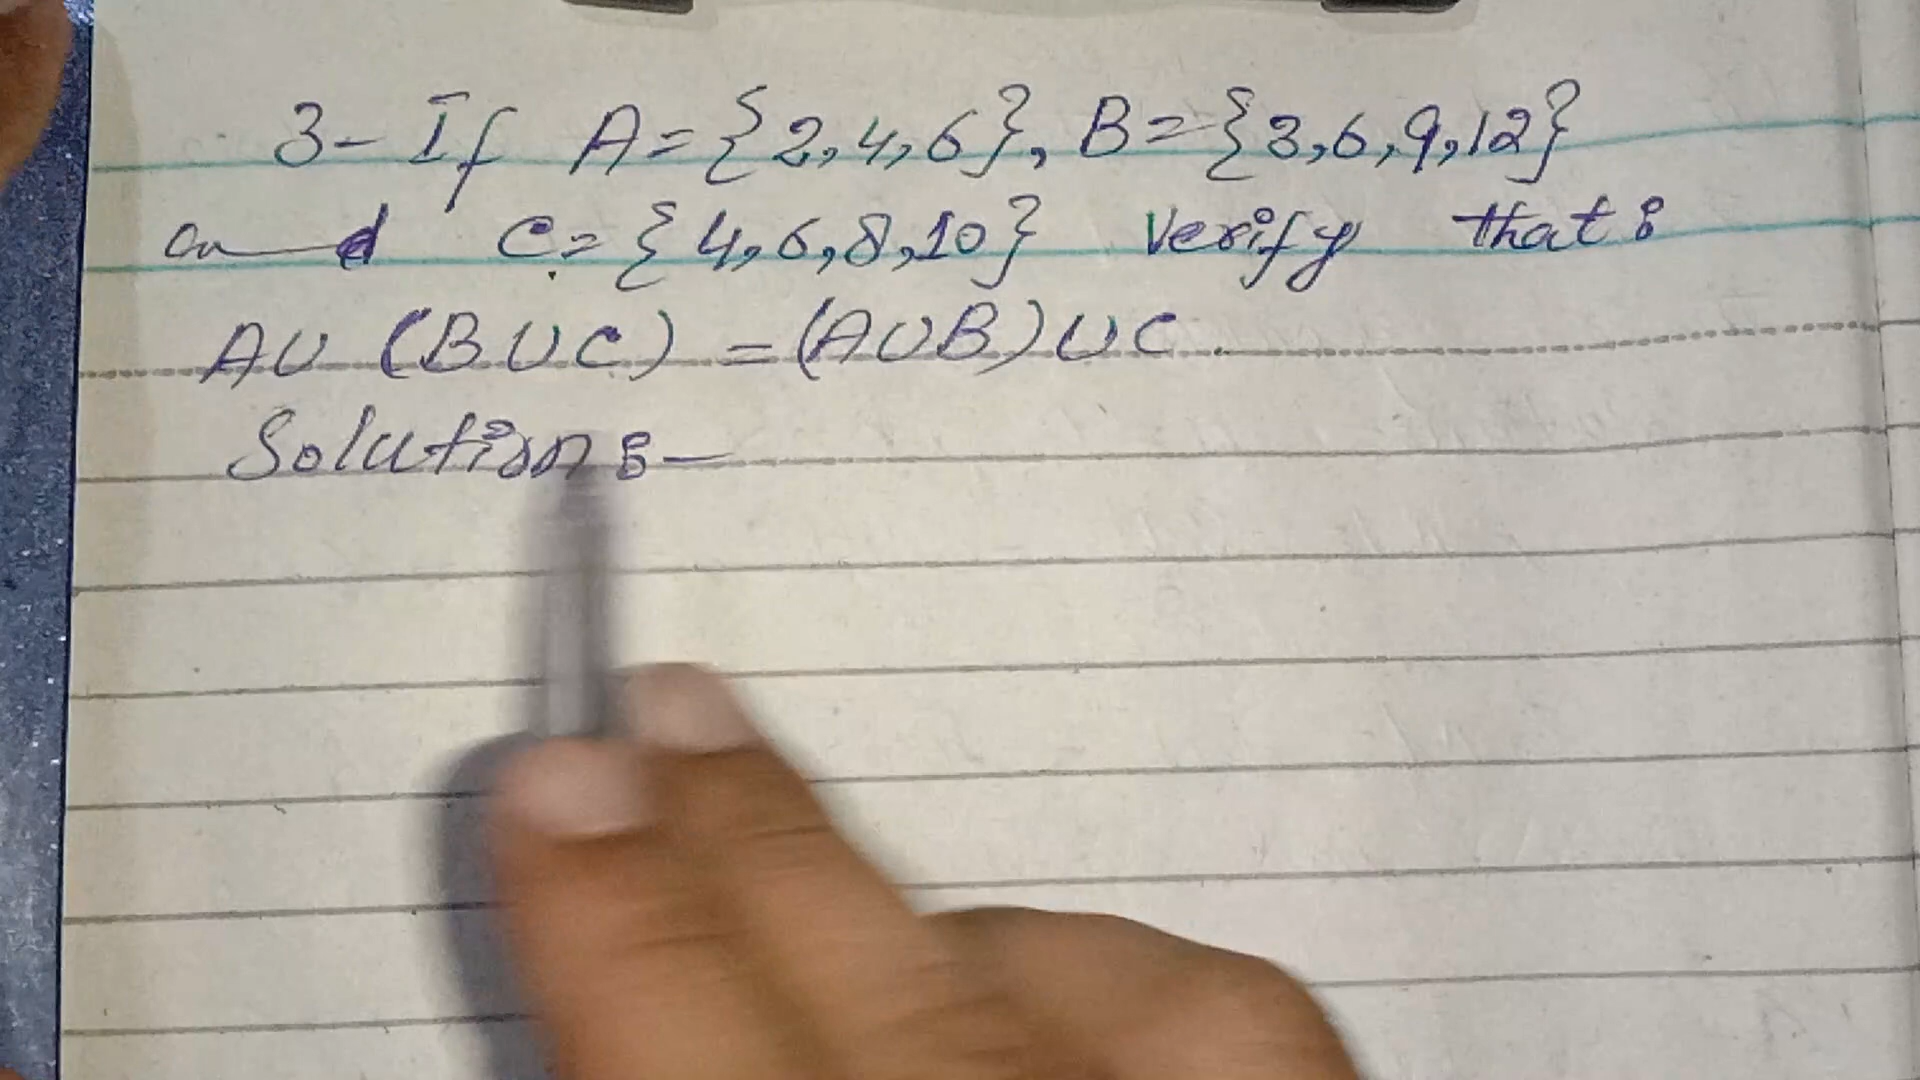 3- If A = {2,4,6}, B = {3,6,9,12}
and C = {4,6,8,10} Verify that:
A∪ (B∪C) = (A∪B)∪C.
Solution:-